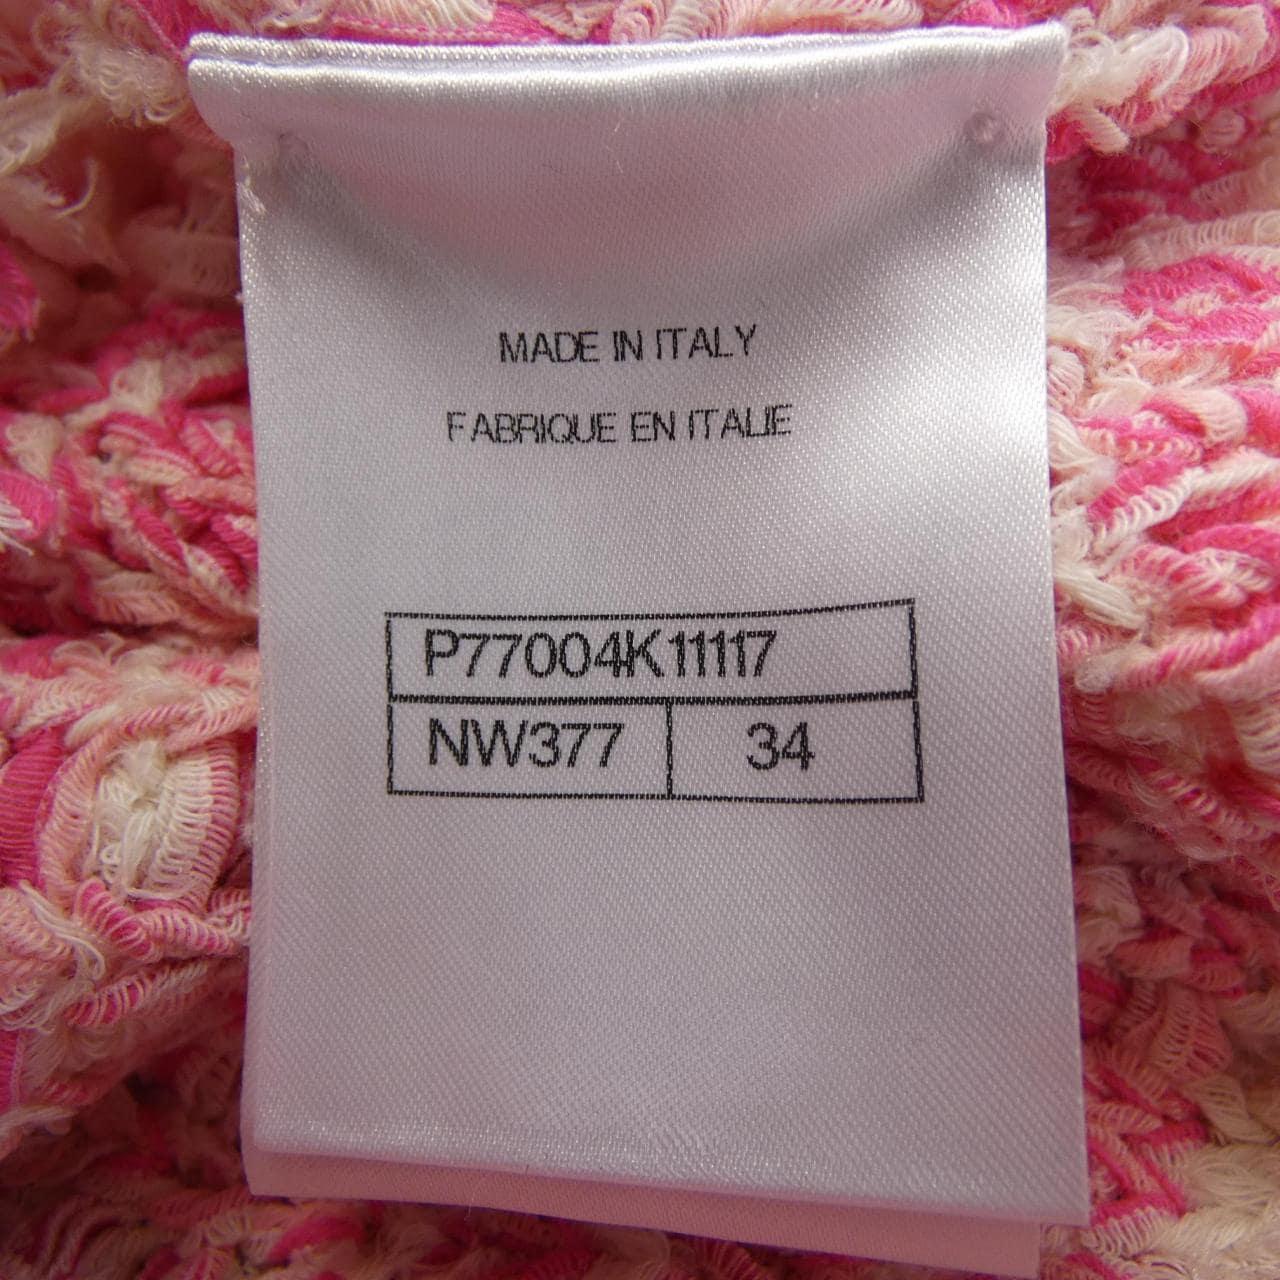 MADE IN ITALY
FABRIQUE EN ITALIE
P77004K11117
NW377 34